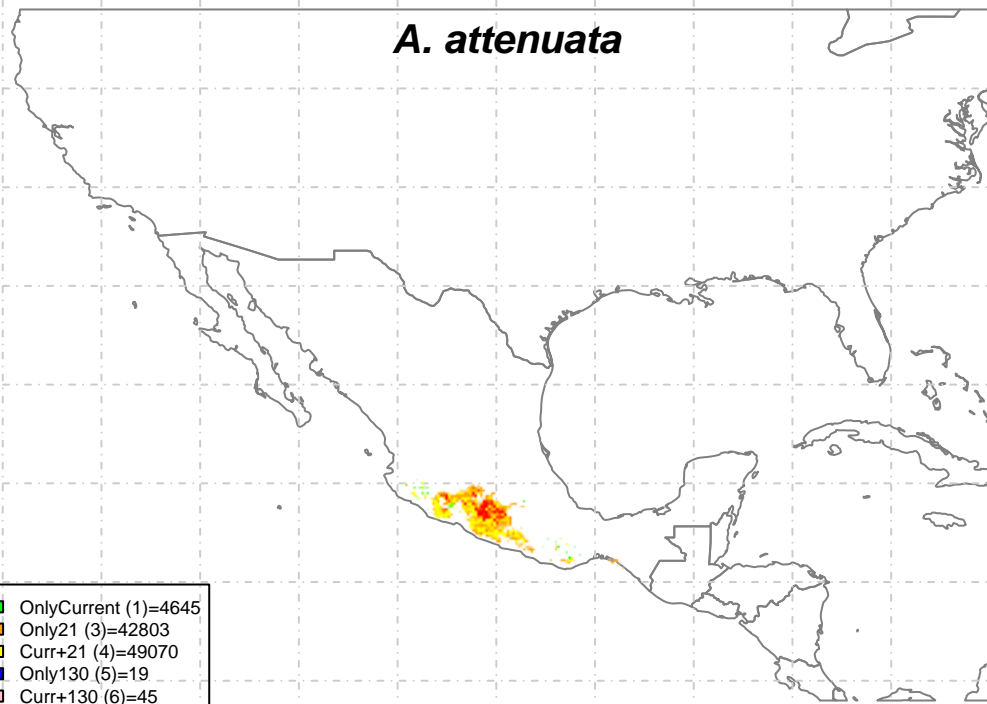 A. attenuata
OnlyCurrent (1)=4645
Only21 (3)=42803
Curr+21 (4)=49070
Only130 (5)=19
Curr+130 (6)=45